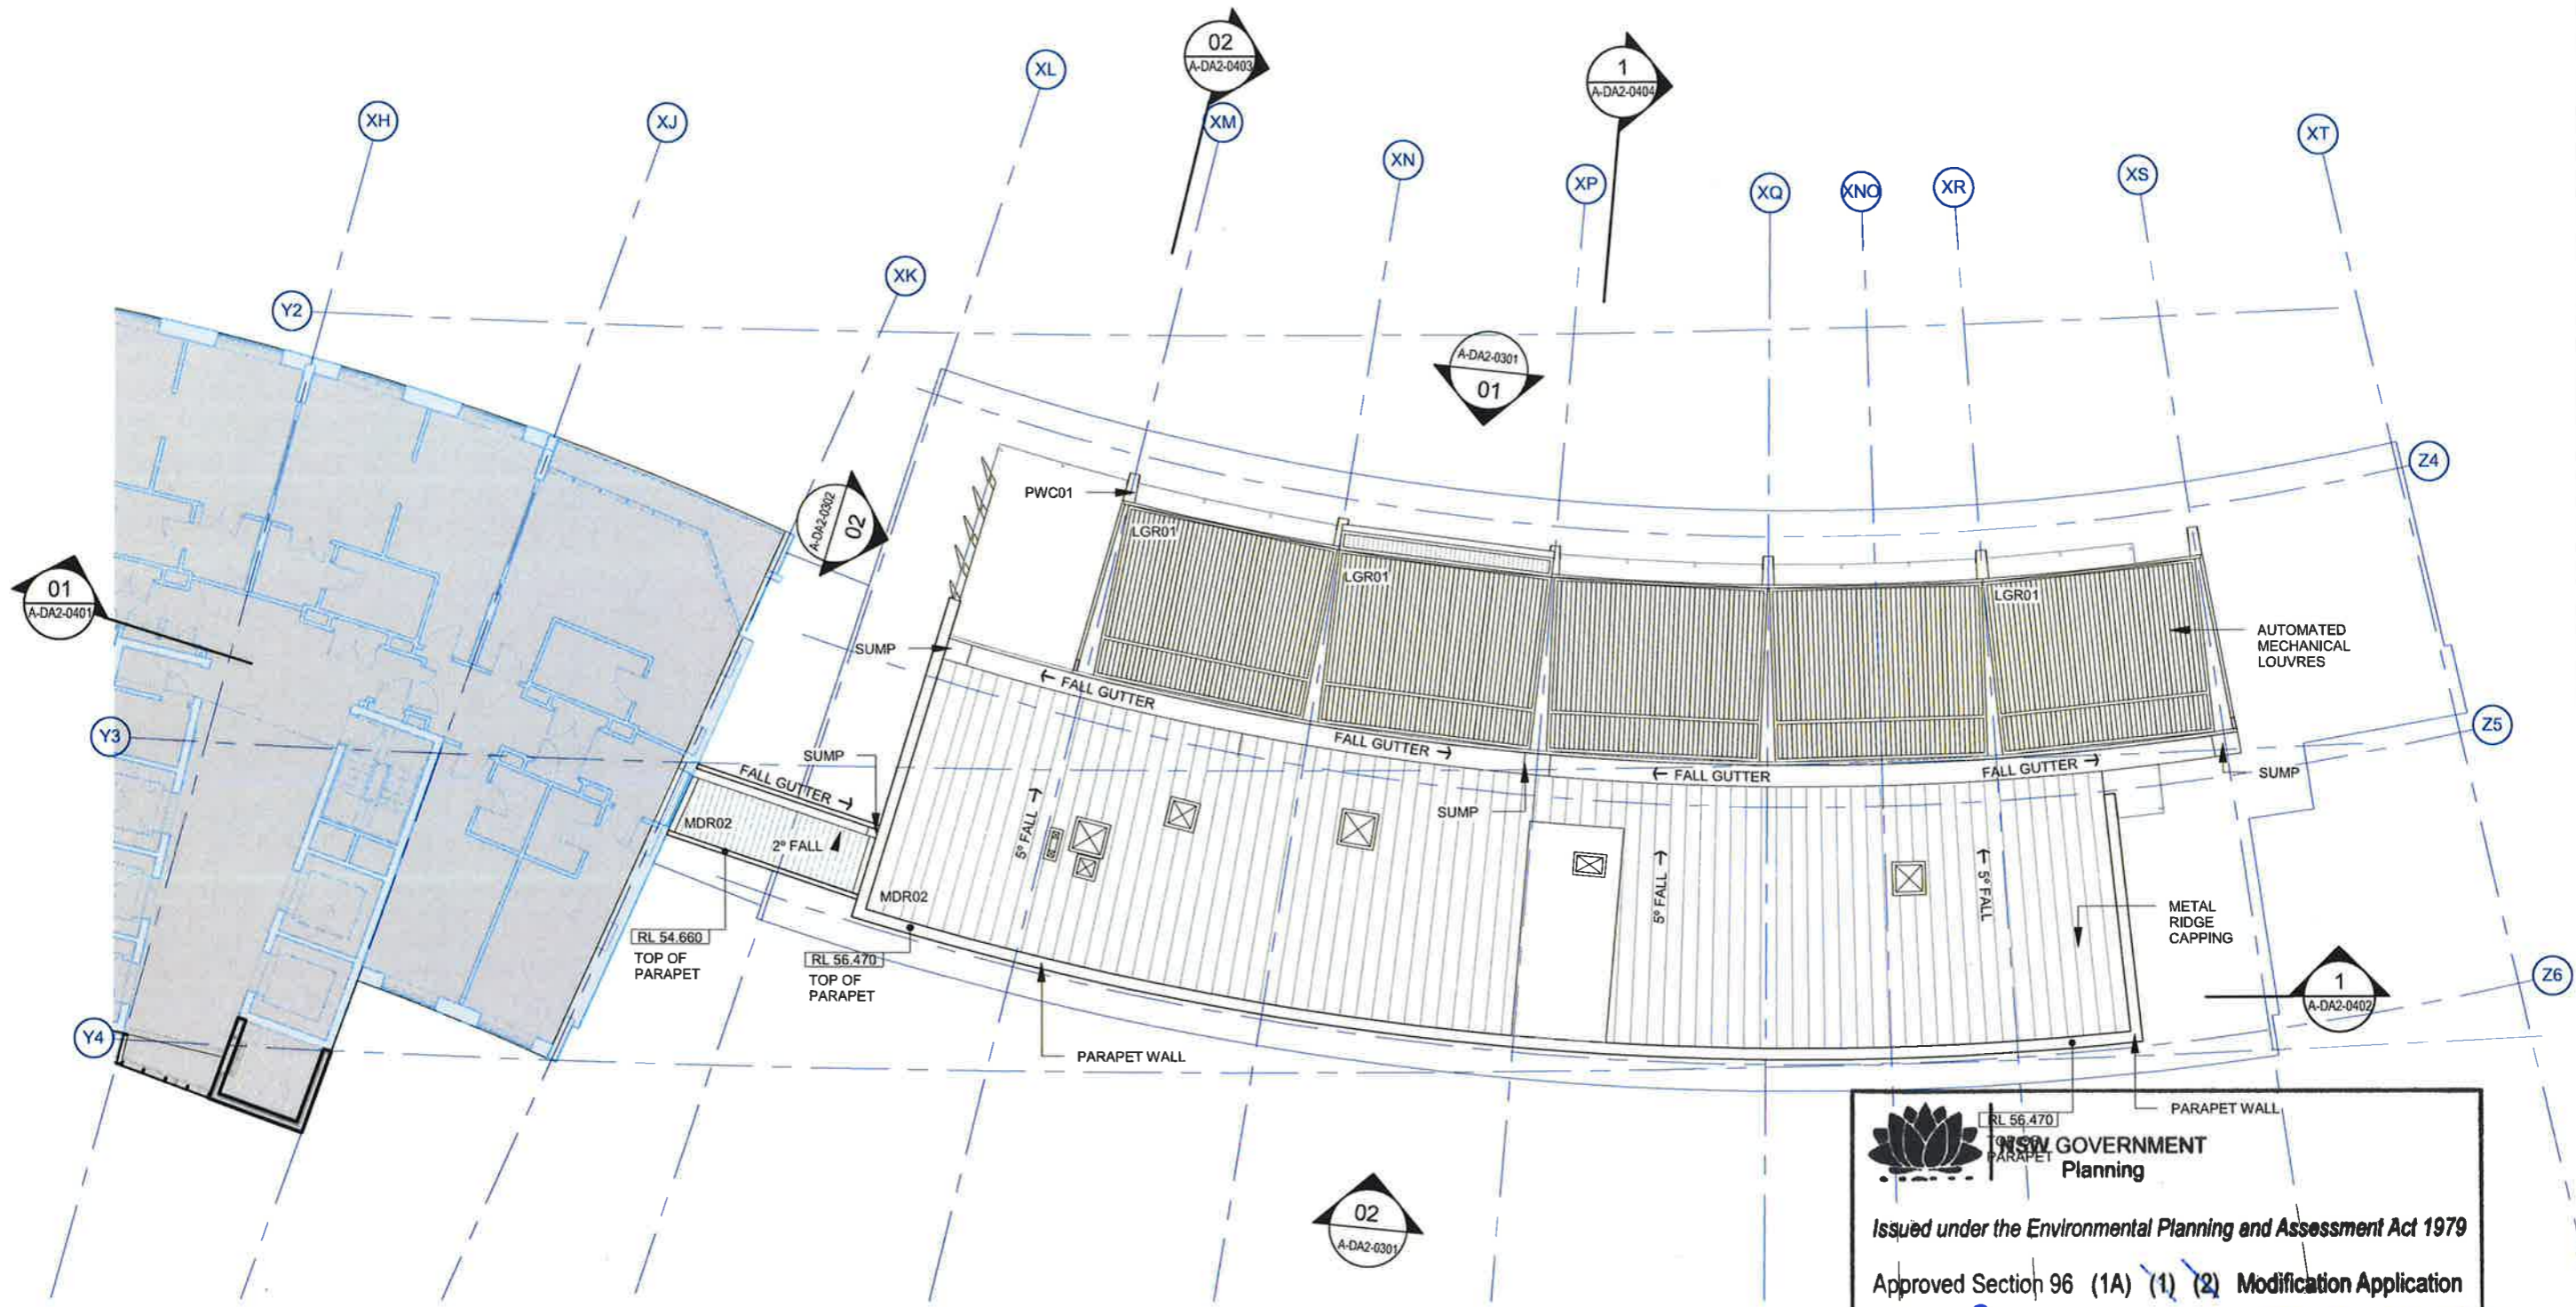 02
A-DA2-0403
1
A-DA2-0404
XL
XH
XJ
XM
XN
XP
XQ
XNO
XR
XS
XT
XK
Y2
A-DA2-0301
01
Z4
A-DA2-0302
02
PWC01
LGR01
LGR01
LGR01
01
A-DA2-0401
AUTOMATED
MECHANICAL
LOUVRES
SUMP
← FALL GUTTER
Z5
Y3
SUMP
FALL GUTTER →
FALL GUTTER →
← FALL GUTTER
FALL GUTTER →
SUMP
SUMP
MDR02
2° FALL
5° FALL →
5° FALL →
← 5° FALL
MDR02
METAL
RIDGE
CAPPING
RL 54.660
TOP OF
PARAPET
RL 56.470
TOP OF
PARAPET
Z6
1
A-DA2-0402
Y4
PARAPET WALL
PARAPET WALL
RL 56.470
TOP OF
PARAPET
NSW GOVERNMENT
Planning
02
A-DA2-0301
Issued under the Environmental Planning and Assessment Act 1979
Approved Section 96 (1A) (1) (2) Modification Application